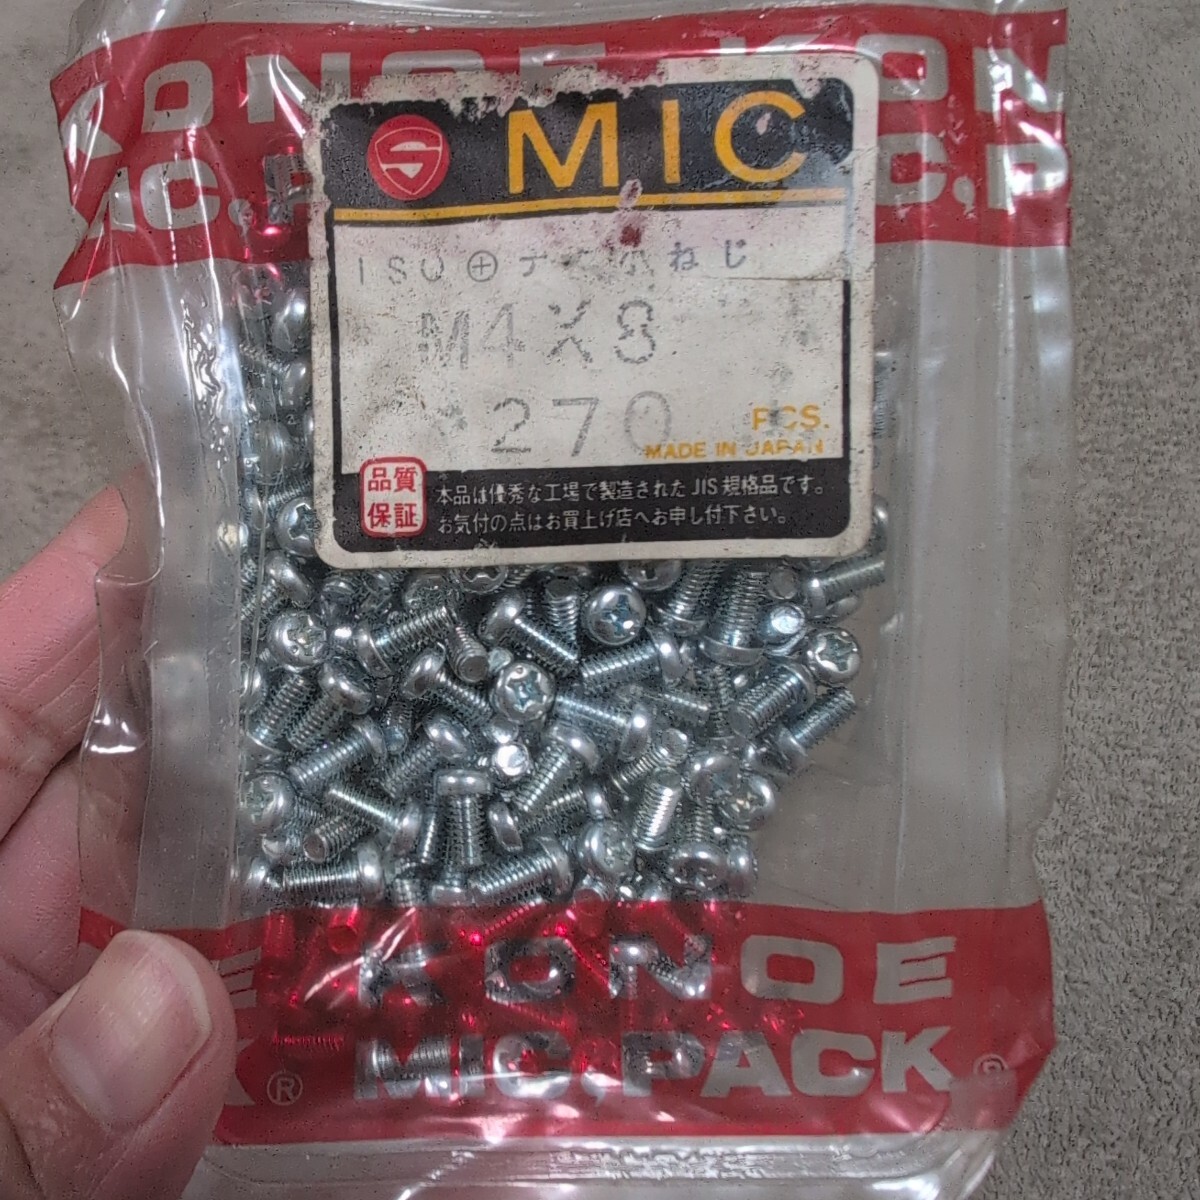 KONOE KON
MIC,P C,P
S MIC
ISO⊕ナベ小ねじ
M4X8
270 PCS.
MADE IN JAPAN
品質
保証
本品は優秀な工場で製造されたJIS規格品です。
お気付の点はお買上げ店へお申し付下さい。
E KONOE
K® MIC,PACK®